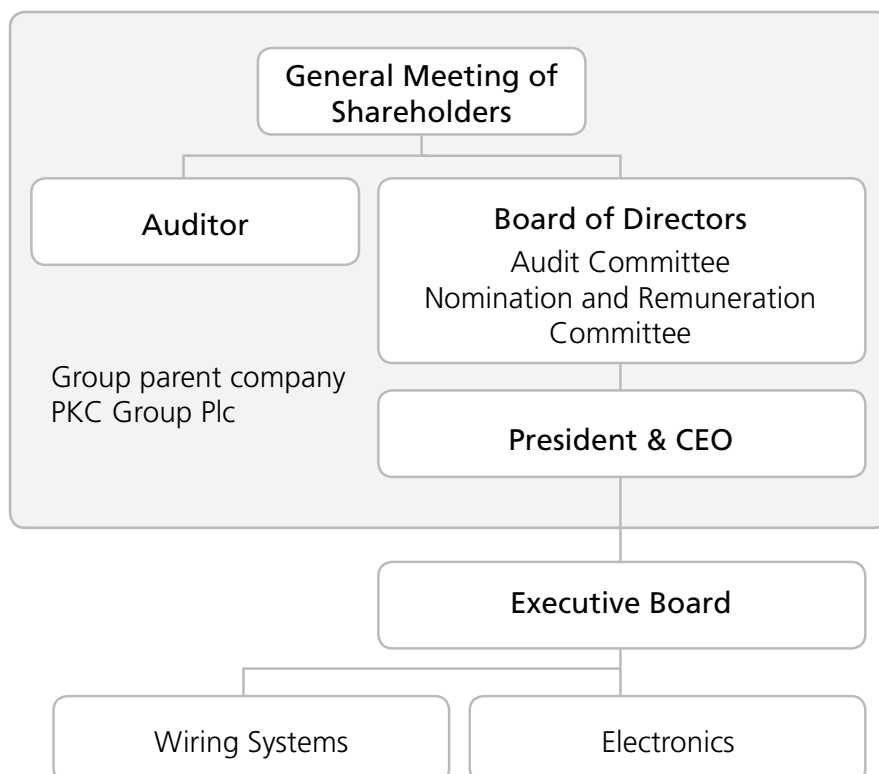 General Meeting of
Shareholders
Auditor
Board of Directors
Audit Committee
Nomination and Remuneration
Committee
Group parent company
PKC Group Plc
President & CEO
Executive Board
Wiring Systems
Electronics